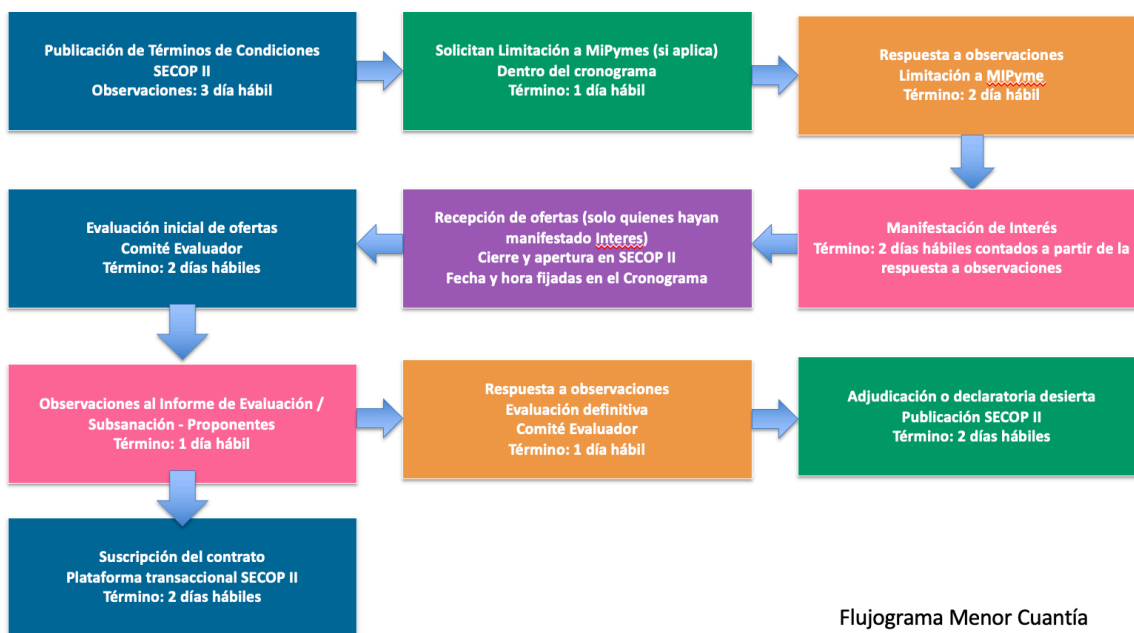 Publicación de Términos de Condiciones
SECOP II
Observaciones: 3 día hábil
Solicitan Limitación a MiPymes (si aplica)
Dentro del cronograma
Término: 1 día hábil
Respuesta a observaciones
Limitación a MIPyme
Término: 2 día hábil
Manifestación de Interés
Término: 2 días hábiles contados a partir de la
respuesta a observaciones
Recepción de ofertas (solo quienes hayan
manifestado Interes)
Cierre y apertura en SECOP II
Fecha y hora fijadas en el Cronograma
Evaluación inicial de ofertas
Comité Evaluador
Término: 2 días hábiles
Observaciones al Informe de Evaluación /
Subsanación - Proponentes
Término: 1 día hábil
Respuesta a observaciones
Evaluación definitiva
Comité Evaluador
Término: 1 día hábil
Adjudicación o declaratoria desierta
Publicación SECOP II
Término: 2 días hábiles
Suscripción del contrato
Plataforma transaccional SECOP II
Término: 2 días hábiles
Flujograma Menor Cuantía